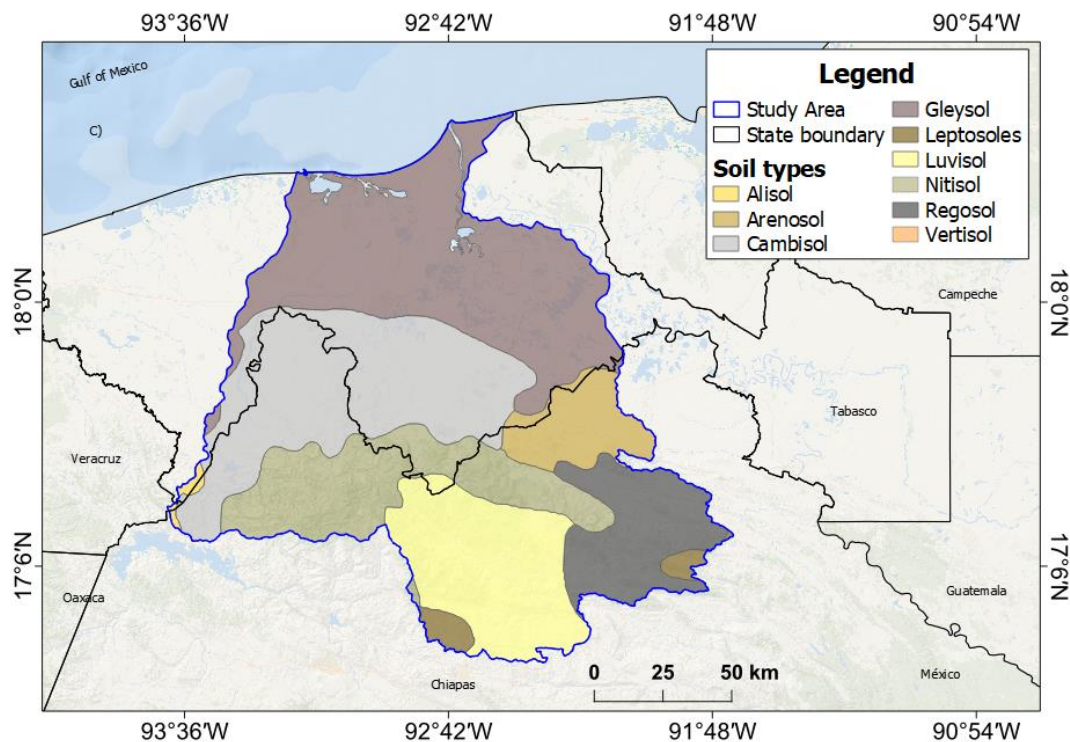 93°36'W 92°42'W 91°48'W 90°54'W
Gulf of Mexico
C)
Legend
Study Area
State boundary
Soil types
Alisol
Arenosol
Cambisol
Gleysol
Leptosoles
Luvisol
Nitisol
Regosol
Vertisol
18°0'N
18°0'N
Campeche
Tabasco
Veracruz
17°6'N
17°6'N
Oaxaca
Guatemala
Chiapas
México
0 25 50 km
93°36'W 92°42'W 91°48'W 90°54'W